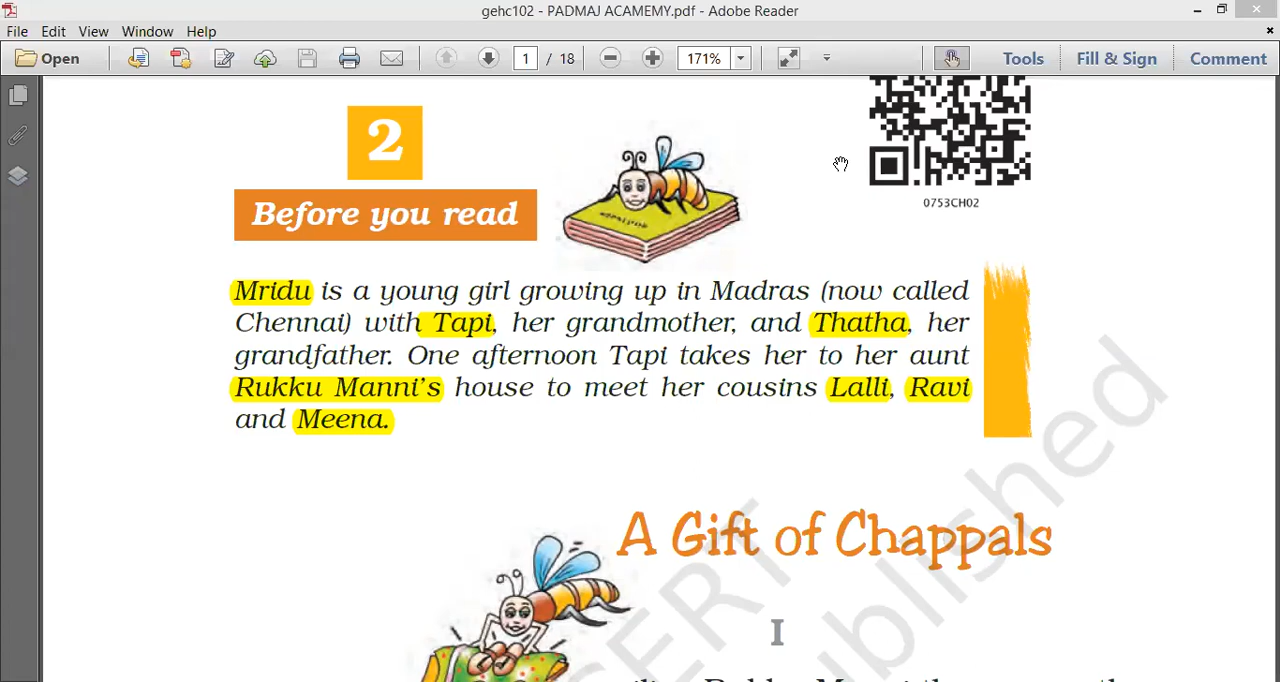 gehc102 - PADMAJ ACAMEMY.pdf - Adobe Reader
File Edit View Window Help
Open 1 / 18 171% Tools Fill & Sign Comment
2
0753CH02
Before you read
Mridu is a young girl growing up in Madras (now called
Chennai) with Tapi, her grandmother, and Thatha, her
grandfather. One afternoon Tapi takes her to her aunt
Rukku Manni's house to meet her cousins Lalli, Ravi
and Meena.
A Gift of Chappals
I